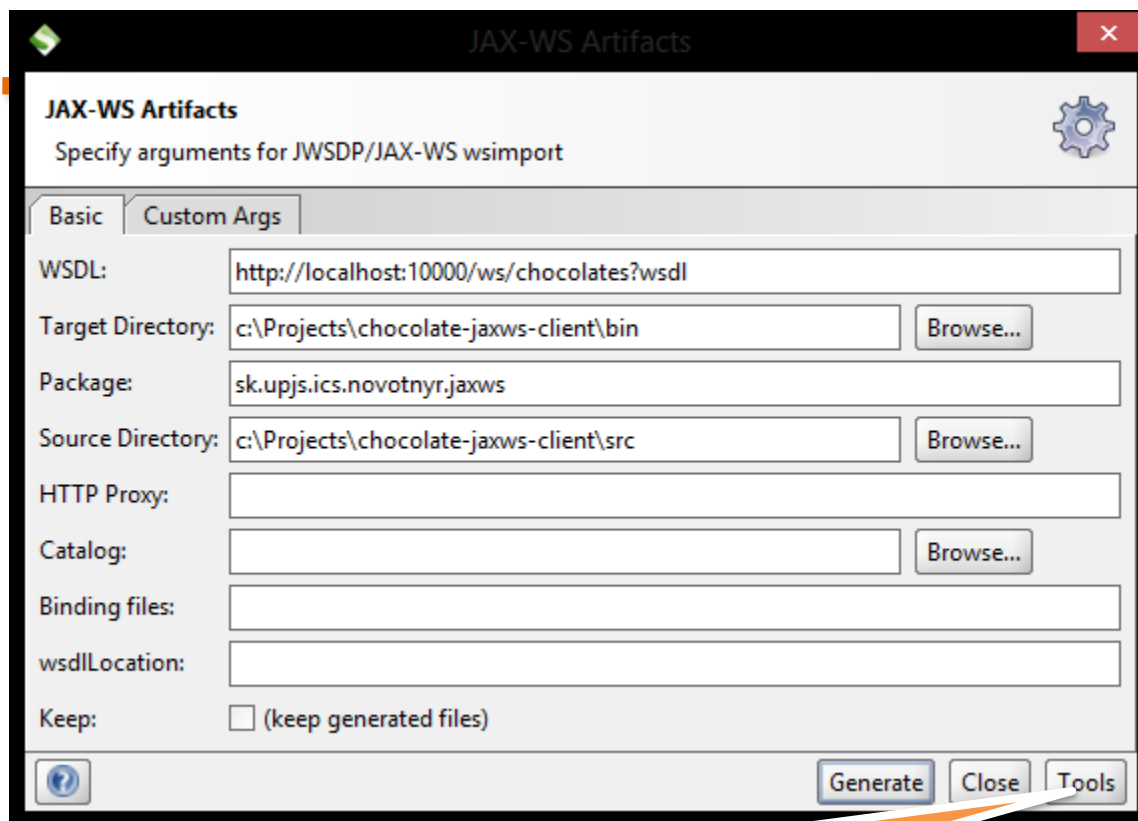 JAX-WS Artifacts
JAX-WS Artifacts
Specify arguments for JWSDP/JAX-WS wsimport
Basic Custom Args
WSDL: http://localhost:10000/ws/chocolates?wsdl
Target Directory: c:\Projects\chocolate-jaxws-client\bin Browse...
Package: sk.upjs.ics.novotnyr.jaxws
Source Directory: c:\Projects\chocolate-jaxws-client\src Browse...
HTTP Proxy:
Catalog: Browse...
Binding files:
wsdlLocation:
Keep: (keep generated files)
Generate Close Tools